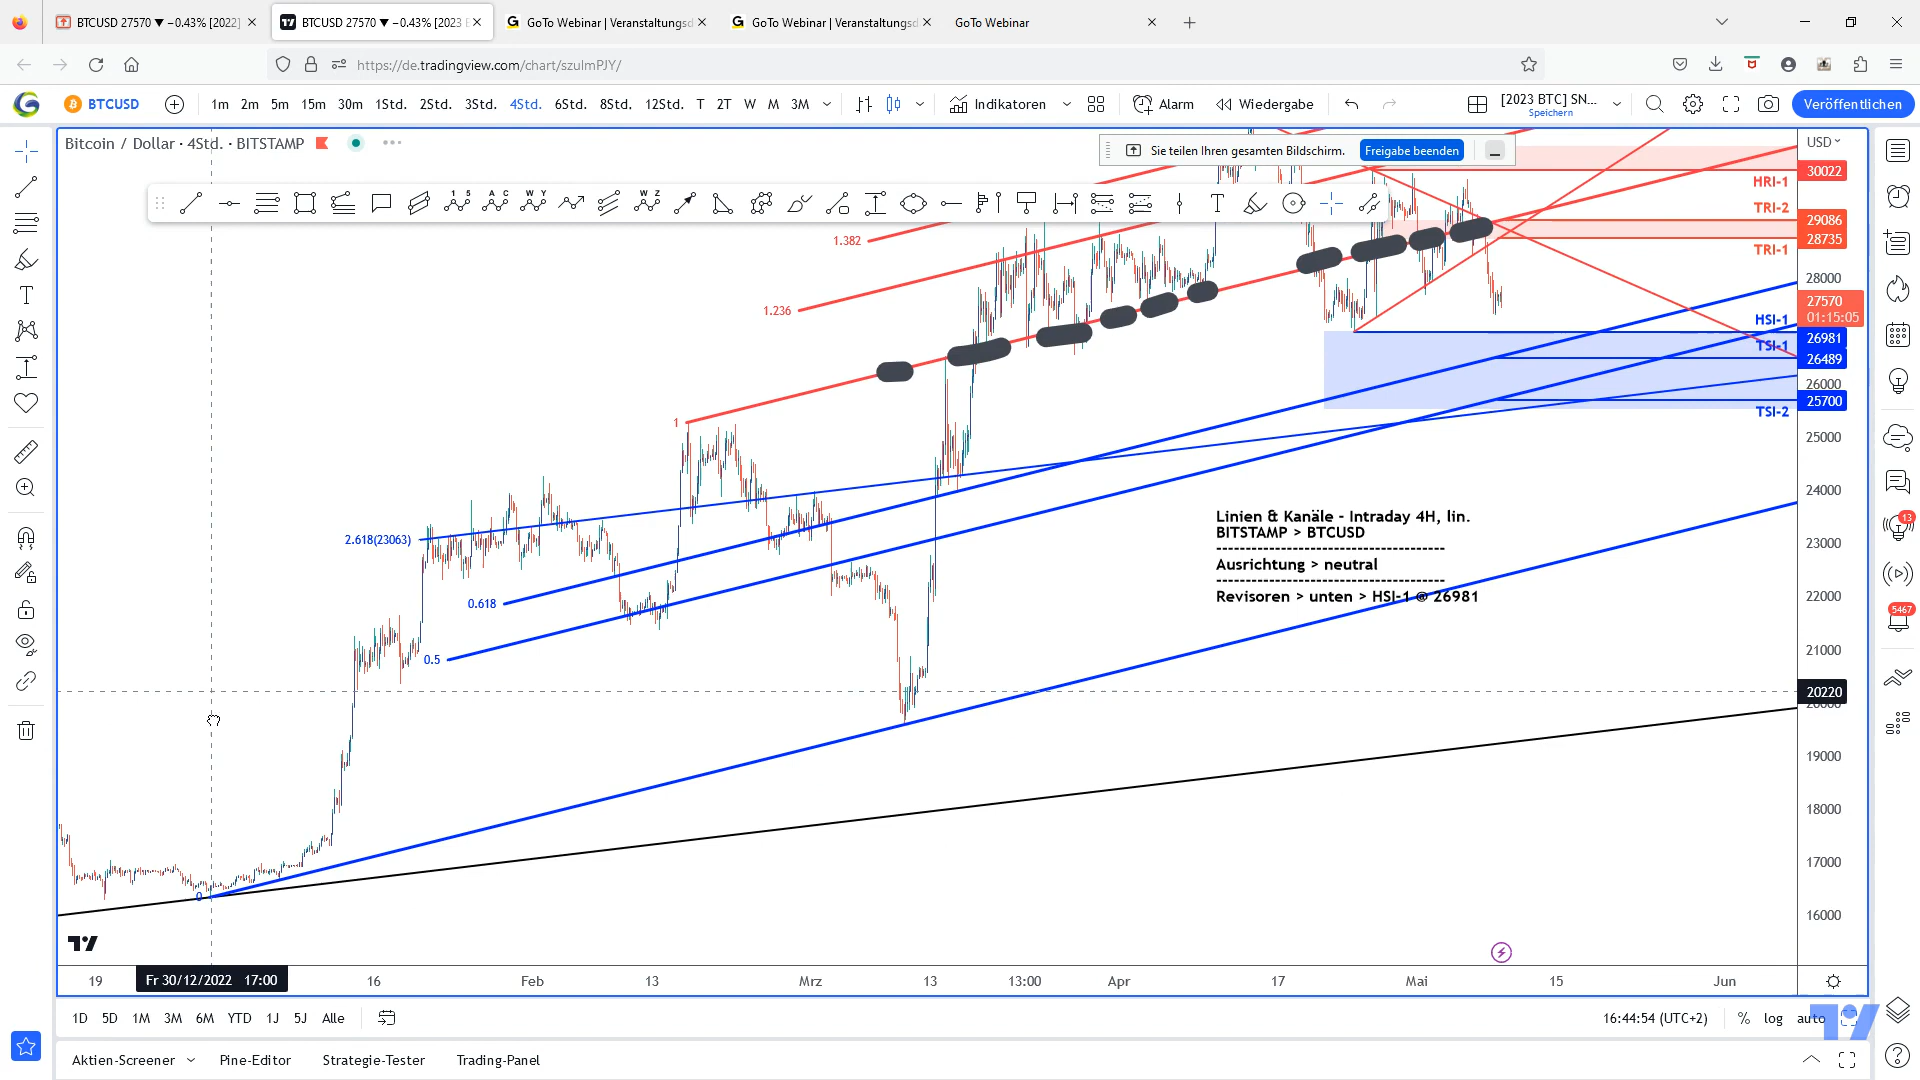 BTCUSD 27570 ▼ −0.43% [2022]
BTCUSD 27570 ▼ −0.43% [2023
GoTo Webinar | Veranstaltungsd
GoTo Webinar | Veranstaltungsd
GoTo Webinar
https://de.tradingview.com/chart/szulmPJY/
BTCUSD
1m 2m 5m 15m 30m 1Std. 2Std. 3Std. 4Std. 6Std. 8Std. 12Std. T 2T W M 3M
Indikatoren
Alarm
Wiedergabe
[2023 BTC] SN...
Speichern
Veröffentlichen
Bitcoin / Dollar · 4Std. · BITSTAMP
Sie teilen Ihren gesamten Bildschirm.
Freigabe beenden
USD
30022
HRI-1
TRI-2
29086
28735
TRI-1
28000
27570
01:15:05
HSI-1
26981
TSI-1
26489
26000
25700
TSI-2
25000
24000
23000
22000
21000
20220
20000
19000
18000
17000
16000
1.382
1.236
1
2.618(23063)
0.618
0.5
0
Linien & Kanäle - Intraday 4H, lin.
BITSTAMP > BTCUSD
------------------------------------
Ausrichtung > neutral
------------------------------------
Revisoren > unten > HSI-1 @ 26981
19
Fr 30/12/2022 17:00
16 Feb 13 Mrz 13 13:00 Apr 17 Mai 15 Jun
1D 5D 1M 3M 6M YTD 1J 5J Alle
16:44:54 (UTC+2)
% log auto
Aktien-Screener
Pine-Editor
Strategie-Tester
Trading-Panel
13
5467